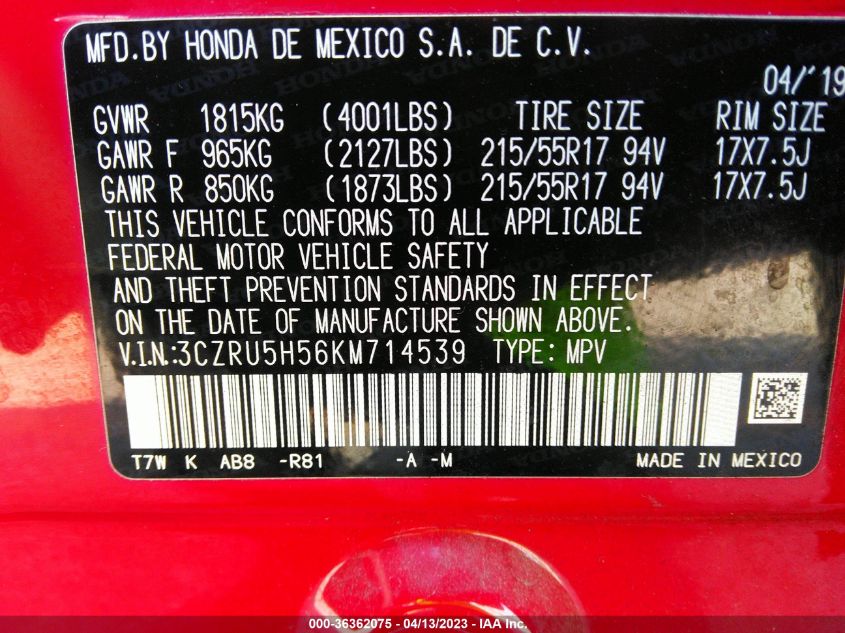 MFD.BY HONDA DE MEXICO S.A. DE C.V.
04/'19
GVWR 1815KG (4001LBS) TIRE SIZE RIM SIZE
GAWR F 965KG (2127LBS) 215/55R17 94V 17X7.5J
GAWR R 850KG (1873LBS) 215/55R17 94V 17X7.5J
THIS VEHICLE CONFORMS TO ALL APPLICABLE
FEDERAL MOTOR VEHICLE SAFETY
AND THEFT PREVENTION STANDARDS IN EFFECT
ON THE DATE OF MANUFACTURE SHOWN ABOVE.
V.I.N.:3CZRU5H56KM714539 TYPE: MPV
T7W K AB8 -R81 -A -M MADE IN MEXICO
000-36362075 - 04/13/2023 - IAA Inc.